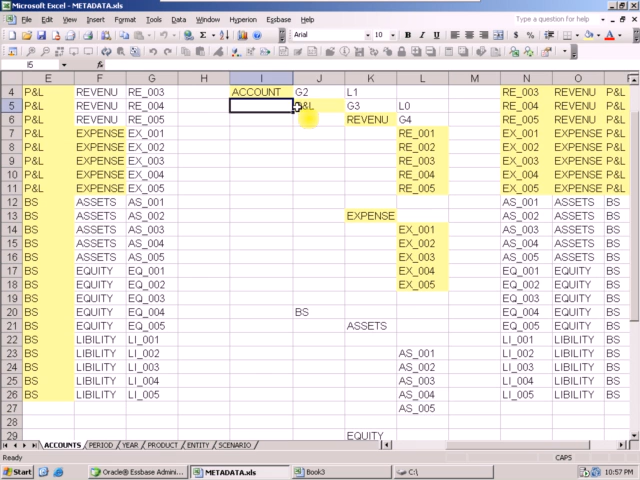 Microsoft Excel - METADATA.xls
File Edit View Insert Format Tools Data Window Hyperion Essbase Type a question for help
Arial 10 B I U $ %
I5
E F G H I J K L M N O P
4 P&L REVENU RE_003 ACCOUNT G2 L1 RE_003 REVENU P&L
5 P&L REVENU RE_004 P&L G3 L0 RE_004 REVENU P&L
6 P&L REVENU RE_005 REVENU G4 RE_005 REVENU P&L
7 P&L EXPENSE EX_001 RE_001 EX_001 EXPENSE P&L
8 P&L EXPENSE EX_002 RE_002 EX_002 EXPENSE P&L
9 P&L EXPENSE EX_003 RE_003 EX_003 EXPENSE P&L
10 P&L EXPENSE EX_004 RE_004 EX_004 EXPENSE P&L
11 P&L EXPENSE EX_005 RE_005 EX_005 EXPENSE P&L
12 BS ASSETS AS_001 AS_001 ASSETS BS
13 BS ASSETS AS_002 EXPENSE AS_002 ASSETS BS
14 BS ASSETS AS_003 EX_001 AS_003 ASSETS BS
15 BS ASSETS AS_004 EX_002 AS_004 ASSETS BS
16 BS ASSETS AS_005 EX_003 AS_005 ASSETS BS
17 BS EQUITY EQ_001 EX_004 EQ_001 EQUITY BS
18 BS EQUITY EQ_002 EX_005 EQ_002 EQUITY BS
19 BS EQUITY EQ_003 EQ_003 EQUITY BS
20 BS EQUITY EQ_004 BS EQ_004 EQUITY BS
21 BS EQUITY EQ_005 ASSETS EQ_005 EQUITY BS
22 BS LIBILITY LI_001 LI_001 LIBILITY BS
23 BS LIBILITY LI_002 AS_001 LI_002 LIBILITY BS
24 BS LIBILITY LI_003 AS_002 LI_003 LIBILITY BS
25 BS LIBILITY LI_004 AS_003 LI_004 LIBILITY BS
26 BS LIBILITY LI_005 AS_004 LI_005 LIBILITY BS
27 AS_005
29 EQUITY
ACCOUNTS / PERIOD / YEAR / PRODUCT / ENTITY / SCENARIO /
Ready CAPS
Start Oracle® Essbase Admini... METADATA.xls Book3 C:\ 10:57 PM